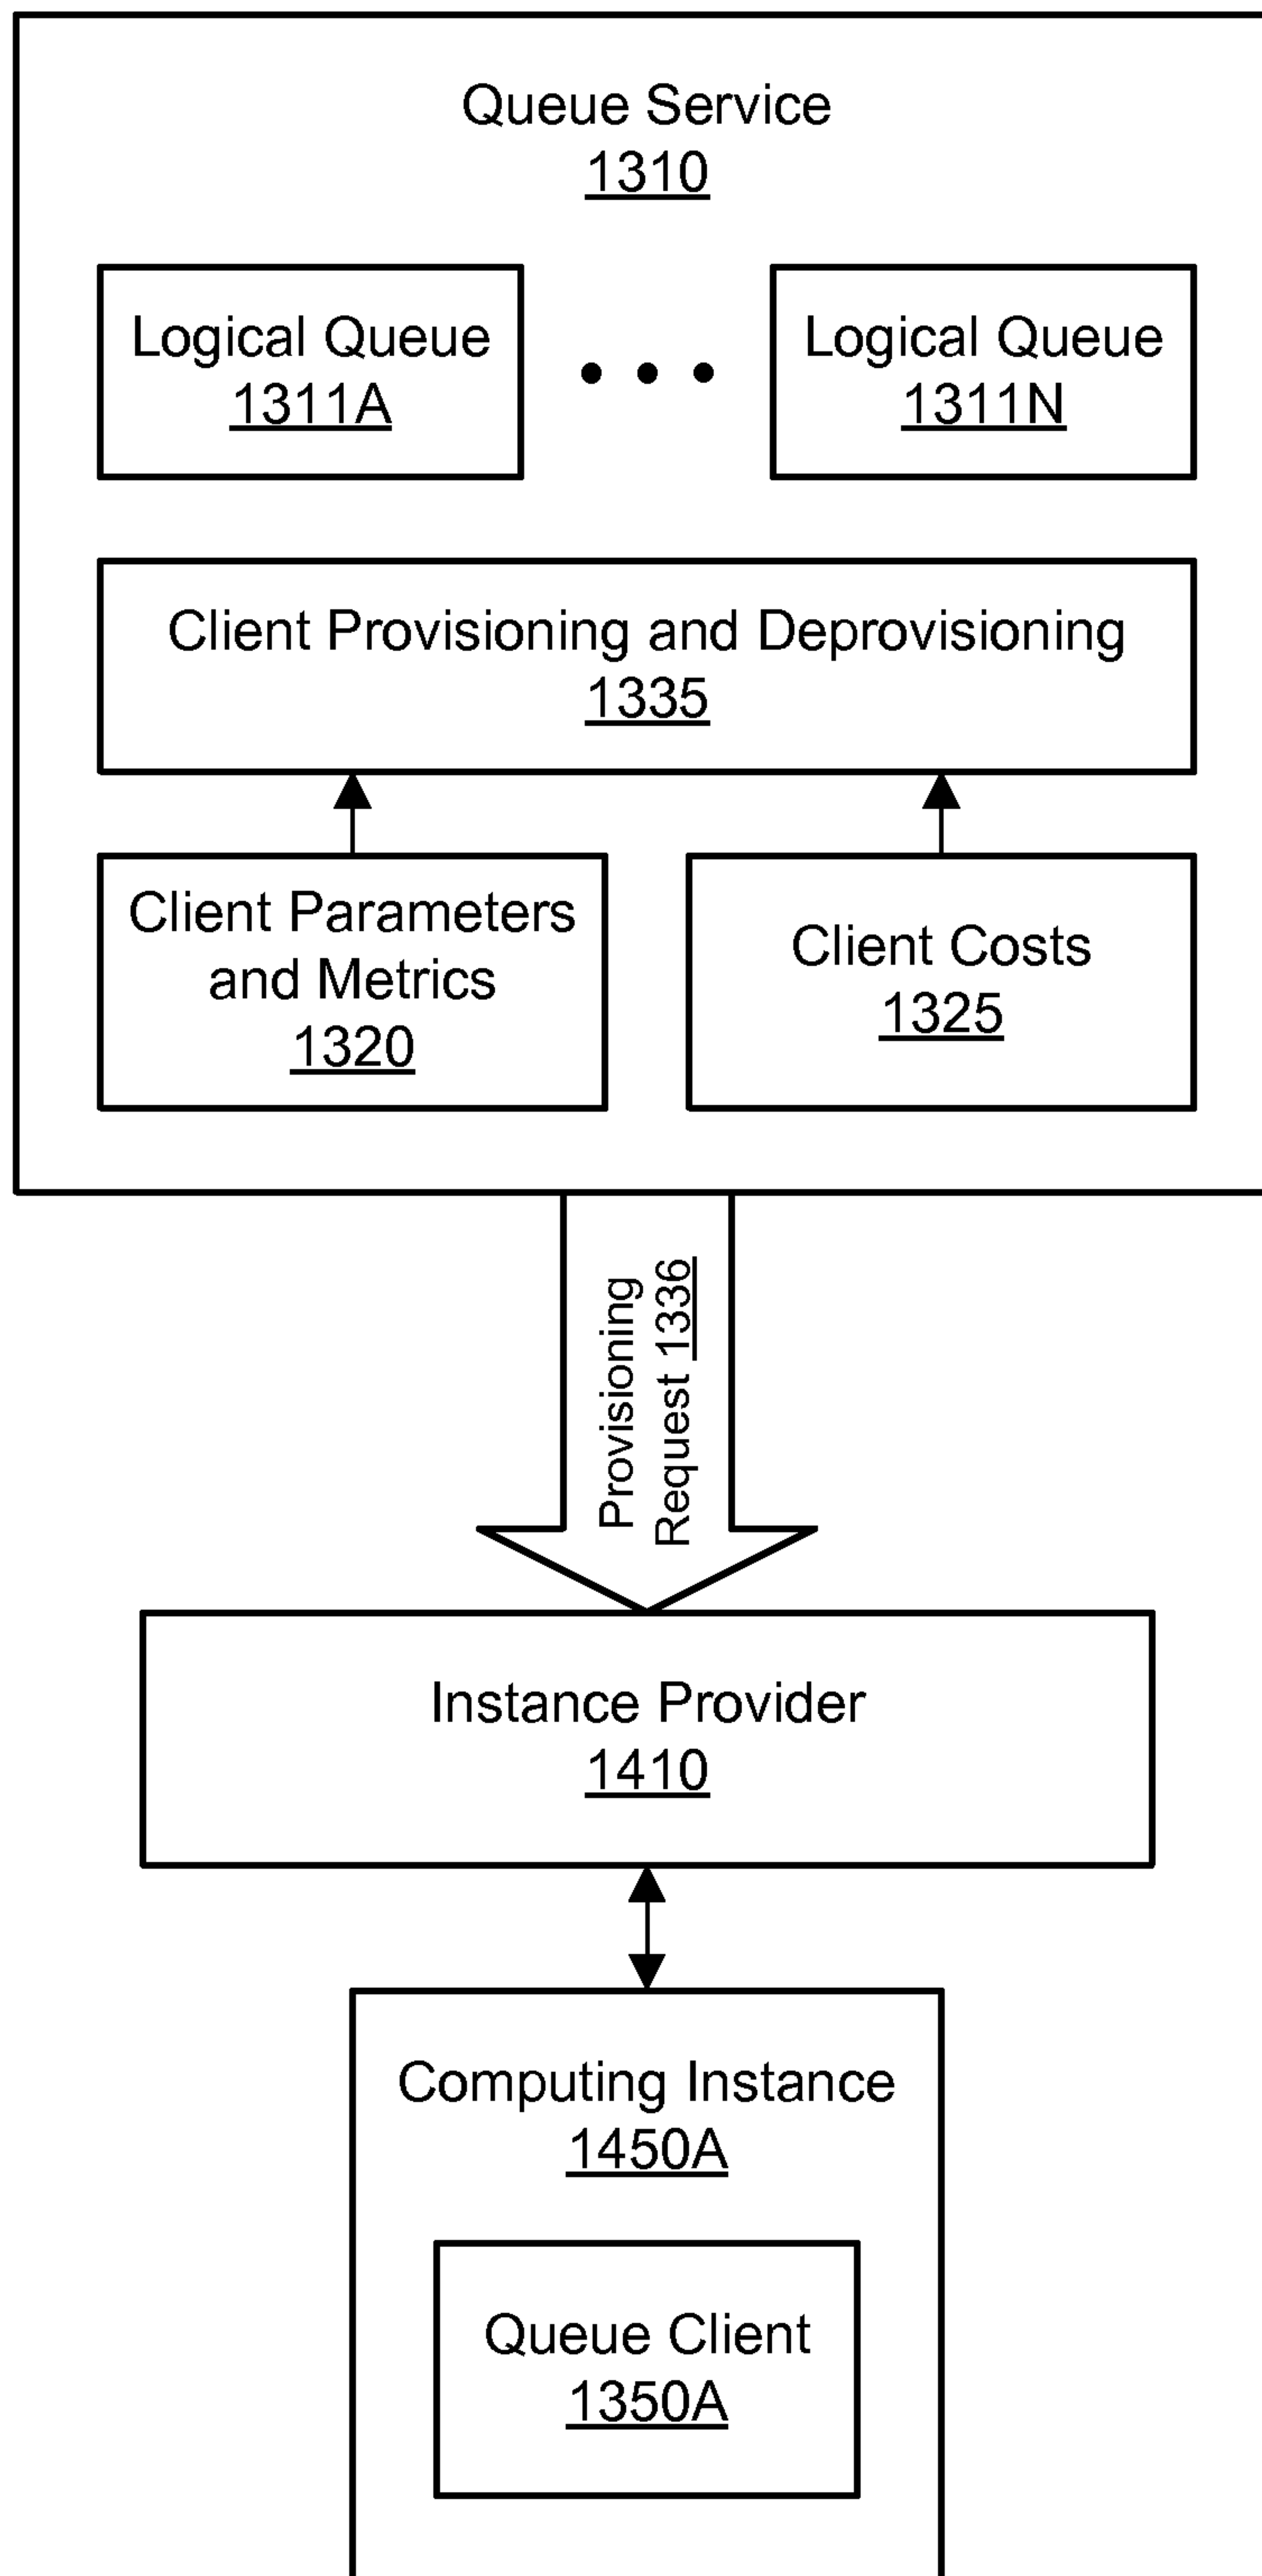 Queue Service
1310
Logical Queue
1311A
Logical Queue
1311N
Client Provisioning and Deprovisioning
1335
Client Parameters
and Metrics
1320
Client Costs
1325
Provisioning
Request 1336
Instance Provider
1410
Computing Instance
1450A
Queue Client
1350A